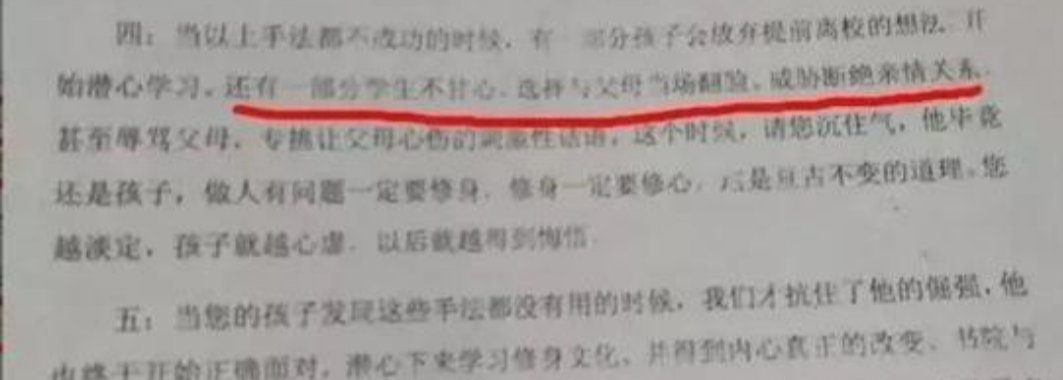 四：当以上手法都不成功的时候，有一部分孩子会放弃提前离校的想法，开
始潜心学习。还有一部分学生不甘心，选择与父母当场翻脸，威胁断绝亲情关系，
甚至辱骂父母，专挑让父母心伤的刺激性话语，这个时候，请您沉住气，他毕竟
还是孩子，做人有问题一定要修身，修身一定要修心，这是亘古不变的道理。您
越淡定，孩子就越心虚，以后就越得到悔悟
五：当您的孩子发现这些手法都没有用的时候，我们才抗住了他的倔强，他
也终于开始正确面对，潜心下来学习修身文化、并得到内心真正的改变、书院与